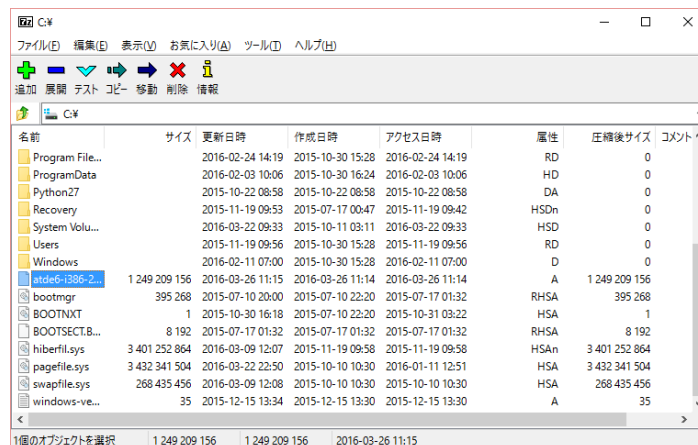 C:¥
ファイル(F) 編集(E) 表示(V) お気に入り(A) ツール(T) ヘルプ(H)
追加 展開 テスト コピー 移動 削除 情報
C:¥
名前 サイズ 更新日時 作成日時 アクセス日時 属性 圧縮後サイズ コメント
Program File... 2016-02-24 14:19 2015-10-30 15:28 2016-02-24 14:19 RD 0
ProgramData 2016-02-03 10:06 2015-10-30 16:24 2016-02-03 10:06 HD 0
Python27 2015-10-22 08:58 2015-10-22 08:58 2015-10-22 08:58 DA 0
Recovery 2015-11-19 09:53 2015-07-17 00:47 2015-11-19 09:42 HSDn 0
System Volu... 2016-03-22 09:33 2015-10-11 03:11 2016-03-22 09:33 HSD 0
Users 2015-11-19 09:56 2015-10-30 15:28 2015-11-19 09:56 RD 0
Windows 2016-02-11 07:00 2015-10-30 15:28 2016-02-11 07:00 D 0
atde6-i386-2... 1 249 209 156 2016-03-26 11:15 2016-03-26 11:14 2016-03-26 11:14 A 1 249 209 156
bootmgr 395 268 2015-07-10 20:00 2015-07-10 22:20 2015-07-17 01:32 RHSA 395 268
BOOTNXT 1 2015-10-30 16:18 2015-07-10 22:20 2015-10-31 03:22 HSA 1
BOOTSECT.B... 8 192 2015-07-17 01:32 2015-07-17 01:32 2015-07-17 01:32 RHSA 8 192
hiberfil.sys 3 401 252 864 2016-03-09 12:07 2015-11-19 09:58 2015-11-19 09:58 HSAn 3 401 252 864
pagefile.sys 3 432 341 504 2016-03-22 22:50 2015-10-10 10:30 2016-01-11 12:51 HSA 3 432 341 504
swapfile.sys 268 435 456 2016-03-09 12:08 2015-10-10 10:30 2015-10-10 10:30 HSA 268 435 456
windows-ve... 35 2015-12-15 13:34 2015-12-15 13:30 2015-12-15 13:30 A 35
1個のオブジェクトを選択 1 249 209 156 1 249 209 156 2016-03-26 11:15